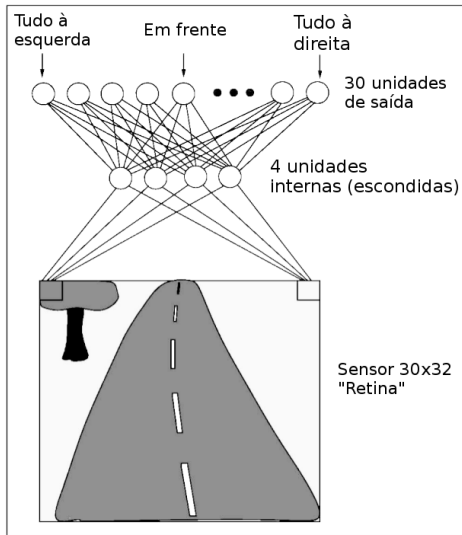 Tudo à
esquerda
Em frente
Tudo à
direita
30 unidades
de saída
4 unidades
internas (escondidas)
Sensor 30x32
"Retina"